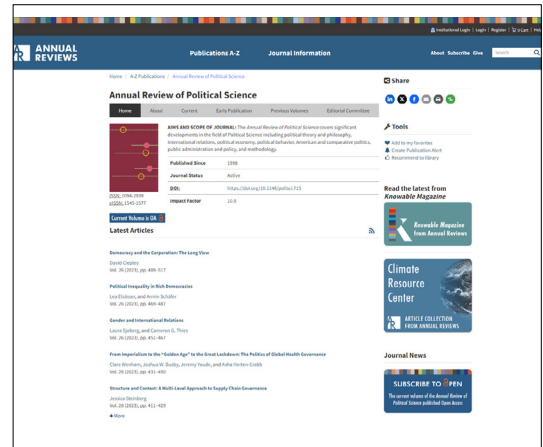 Institutional Login | Login | Register | 0 Cart | Help
ANNUAL
REVIEWS
Publications A-Z
Journal Information
About Subscribe Give
Search
Home / A-Z Publications / Annual Review of Political Science
Annual Review of Political Science
Home
About
Current
Early Publication
Previous Volumes
Editorial Committee
AIMS AND SCOPE OF JOURNAL: The Annual Review of Political Science covers significant
developments in the field of Political Science including political theory and philosophy,
international relations, political economy, political behavior, American and comparative politics,
public administration and policy, and methodology.
Published Since 1998
Journal Status Active
DOI:
Impact Factor
ISSN: 1094-2939
eISSN: 1545-1577
Current Volume is OA
Latest Articles
Democracy and the Corporation: The Long View
David Ciepley
Vol. 26 (2023), pp. 489–517
Political Inequality in Rich Democracies
Lea Elsässer, and Armin Schäfer
Vol. 26 (2023), pp. 469–487
Gender and International Relations
Laura Sjoberg, and Cameron G. Thies
Vol. 26 (2023), pp. 451–467
From Imperialism to the "Golden Age" to the Great Lockdown: The Politics of Global Health Governance
Clare Wenham, Joshua W. Busby, Jeremy Youde, and Asha Herten-Crabb
Vol. 26 (2023), pp. 431–450
Structure and Context: A Multi-Level Approach to Supply Chain Governance
Jessica Steinberg
Vol. 26 (2023), pp. 411–429
+More
Share
Tools
Add to my favorites
Create Publication Alert
Recommend to library
Read the latest from
Knowable Magazine
Knowable Magazine
from Annual Reviews
Climate
Resource
Center
ARTICLE COLLECTION
FROM ANNUAL REVIEWS
Journal News
SUBSCRIBE TO OPEN
The current volume of the Annual Review of
Political Science published Open Access